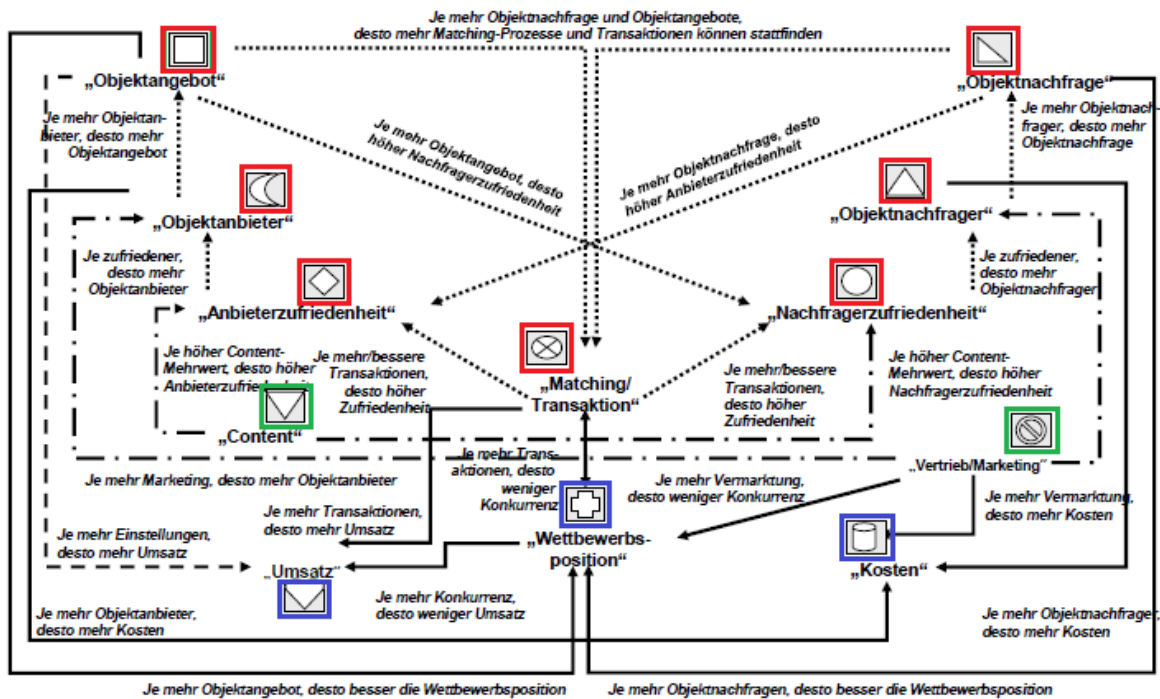 Je mehr Objektnachfrage und Objektangebote,
desto mehr Matching-Prozesse und Transaktionen können stattfinden
„Objektangebot“
„Objektnachfrage“
Je mehr Objektan-
bieter, desto mehr
Objektangebot
Je mehr Objektangebot, desto
höher Nachfragerzufriedenheit
Je mehr Objektnachfrage, desto
höher Anbieterzufriedenheit
Je mehr Objektnach-
frager, desto mehr
Objektnachfrage
„Objektanbieter“
„Objektnachfrager“
Je zufriedener,
desto mehr
Objektanbieter
Je zufriedener,
desto mehr
Objektnachfrager
„Anbieterzufriedenheit“
„Nachfragerzufriedenheit“
Je höher Content-
Mehrwert, desto höher
Anbieterzufriedenheit
Je mehr/bessere
Transaktionen,
desto höher
Zufriedenheit
„Matching/
Transaktion“
Je mehr/bessere
Transaktionen,
desto höher
Zufriedenheit
Je höher Content-
Mehrwert, desto höher
Nachfragerzufriedenheit
„Content“
„Vertrieb/Marketing“
Je mehr Marketing, desto mehr Objektanbieter
Je mehr Trans-
aktionen, desto
weniger
Konkurrenz
Je mehr Vermarktung,
desto weniger Konkurrenz
Je mehr Vermarktung,
desto mehr Kosten
Je mehr Transaktionen,
desto mehr Umsatz
Je mehr Einstellungen,
desto mehr Umsatz
„Wettbewerbs-
position“
„Umsatz“
„Kosten“
Je mehr Konkurrenz,
desto weniger Umsatz
Je mehr Objektanbieter,
desto mehr Kosten
Je mehr Objektnachfrager,
desto mehr Kosten
Je mehr Objektangebot, desto besser die Wettbewerbsposition
Je mehr Objektnachfragen, desto besser die Wettbewerbsposition